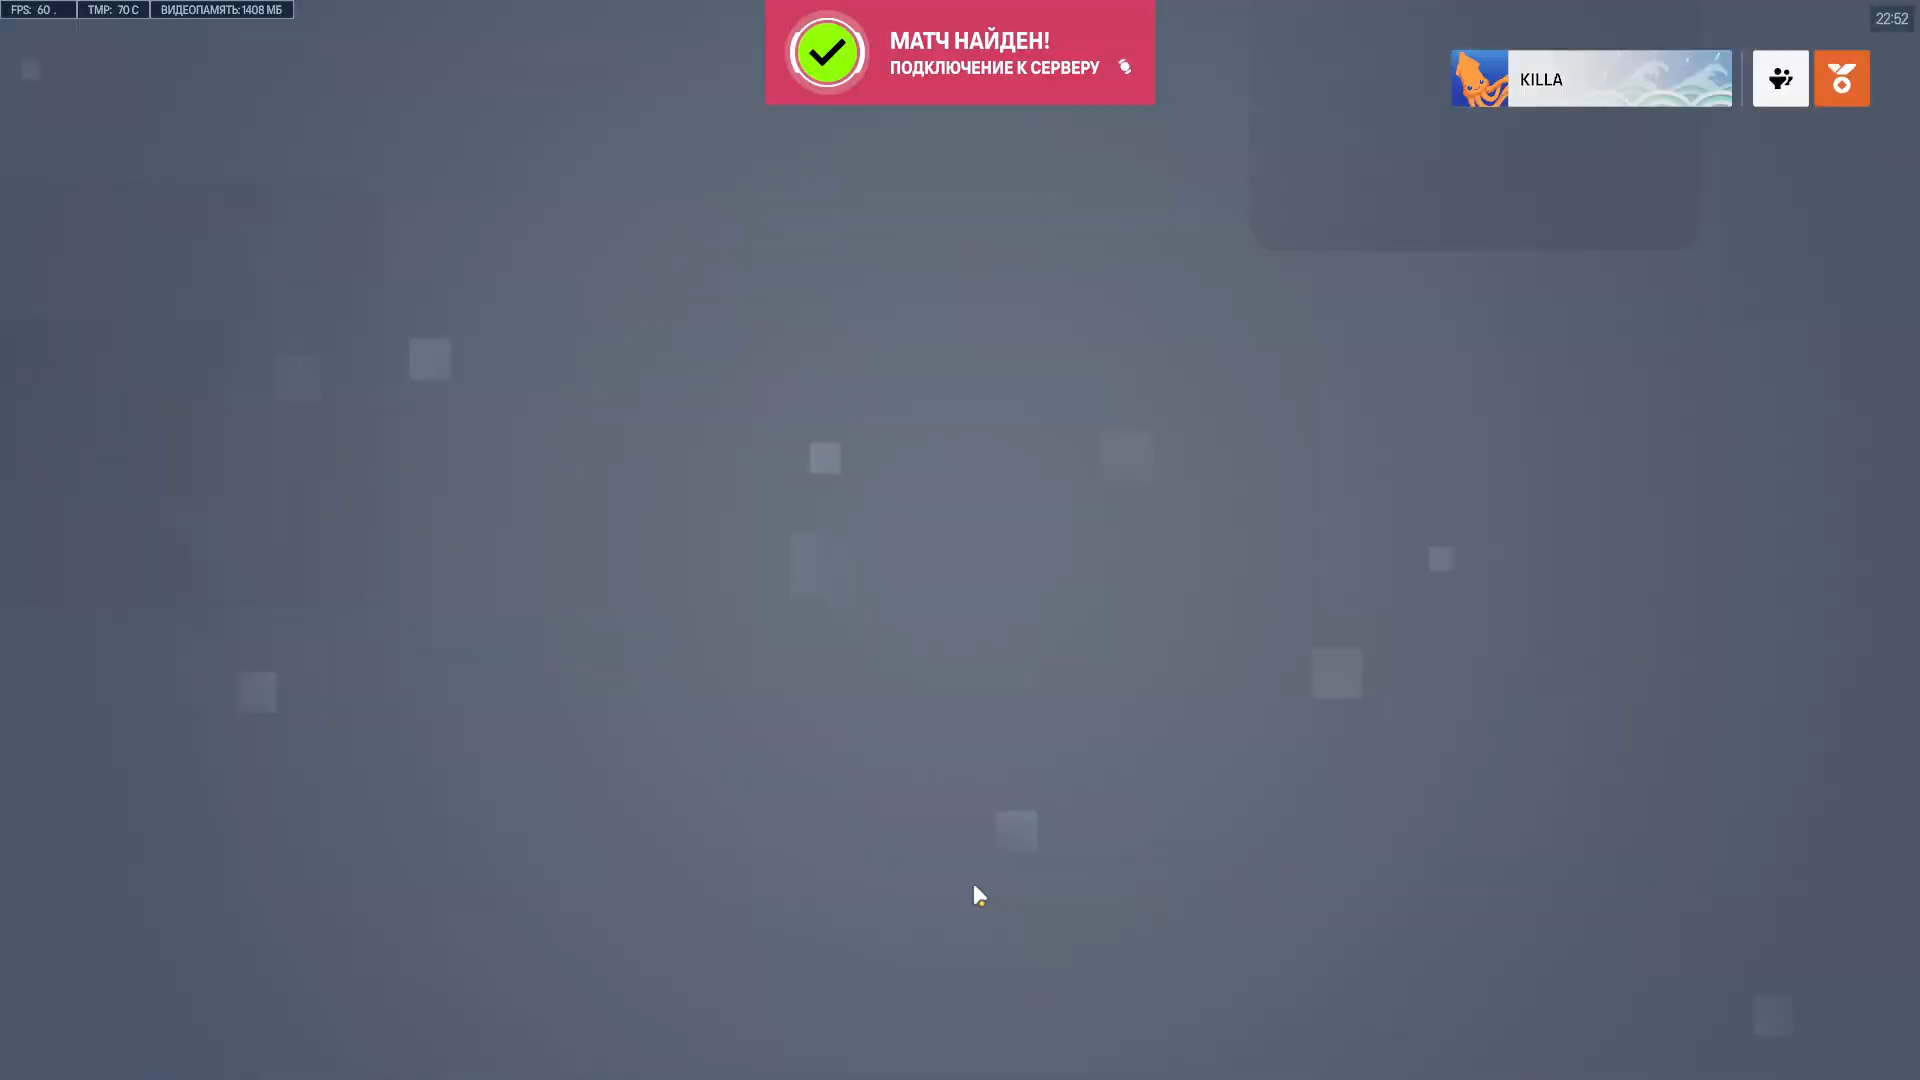 FPS: 60 .
TMP: 70 C
ВИДЕОПАМЯТЬ: 1408 МБ
МАТЧ НАЙДЕН!
ПОДКЛЮЧЕНИЕ К СЕРВЕРУ
22:52
KILLA